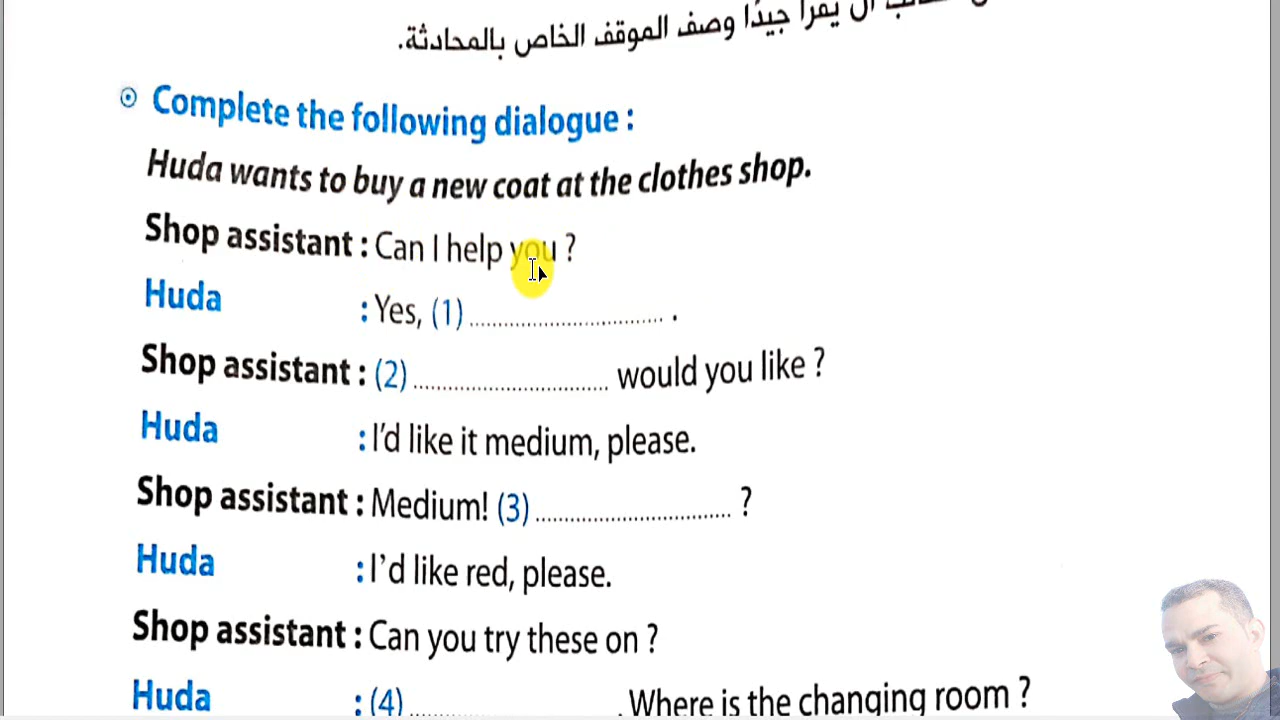 أن يقرأ جيدًا وصف الموقف الخاص بالمحادثة.
Complete the following dialogue :
Huda wants to buy a new coat at the clothes shop.
Shop assistant : Can I help you ?
Huda : Yes, (1) .................................. .
Shop assistant : (2) .................................. would you like ?
Huda : I'd like it medium, please.
Shop assistant : Medium! (3) .................................. ?
Huda : I'd like red, please.
Shop assistant : Can you try these on ?
Huda : (4) .................................. . Where is the changing room ?